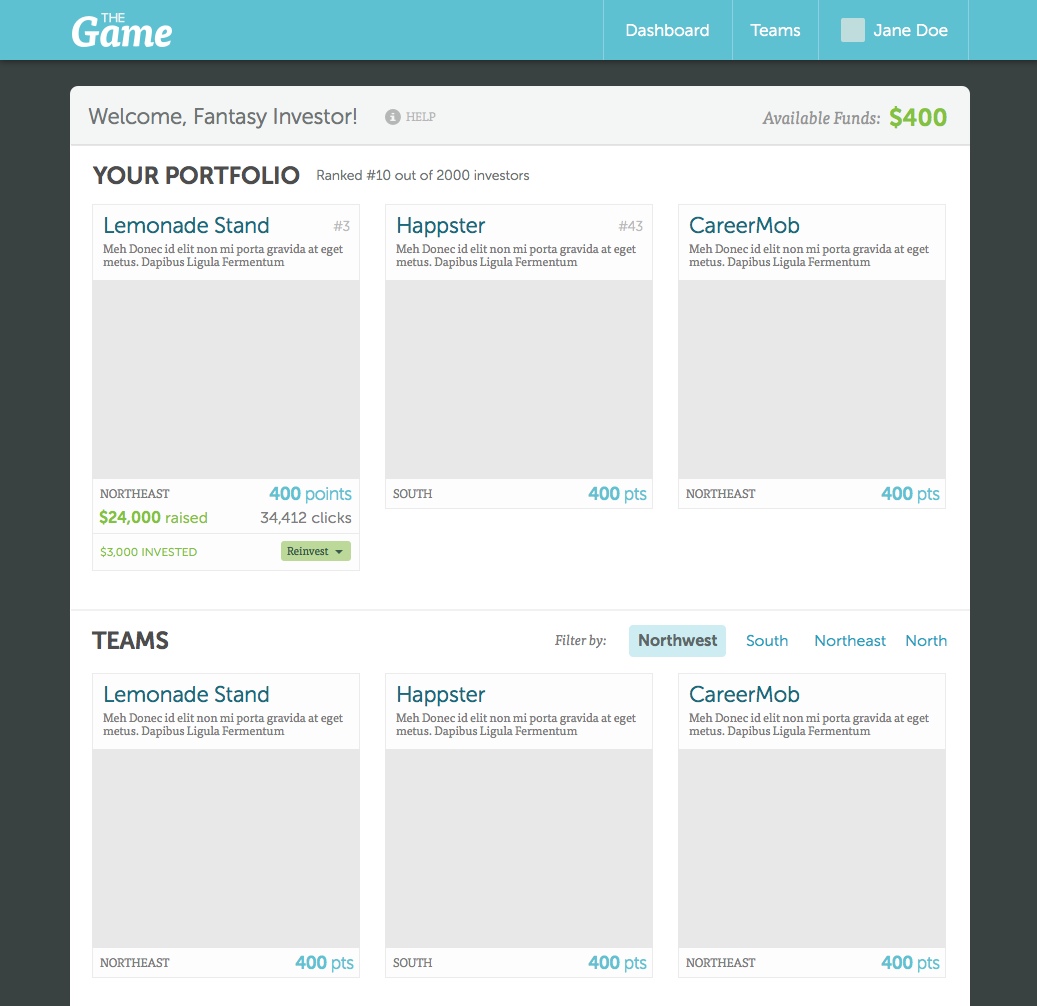 THE
Game
Dashboard
Teams
Jane Doe
Welcome, Fantasy Investor!
i HELP
Available Funds: $400
YOUR PORTFOLIO
Ranked #10 out of 2000 investors
Lemonade Stand
#3
Meh Donec id elit non mi porta gravida at eget
metus. Dapibus Ligula Fermentum
NORTHEAST
400 points
$24,000 raised
34,412 clicks
$3,000 INVESTED
Reinvest
Happster
#43
Meh Donec id elit non mi porta gravida at eget
metus. Dapibus Ligula Fermentum
SOUTH
400 pts
CareerMob
Meh Donec id elit non mi porta gravida at eget
metus. Dapibus Ligula Fermentum
NORTHEAST
400 pts
TEAMS
Filter by:
Northwest
South
Northeast
North
Lemonade Stand
Meh Donec id elit non mi porta gravida at eget
metus. Dapibus Ligula Fermentum
NORTHEAST
400 pts
Happster
Meh Donec id elit non mi porta gravida at eget
metus. Dapibus Ligula Fermentum
SOUTH
400 pts
CareerMob
Meh Donec id elit non mi porta gravida at eget
metus. Dapibus Ligula Fermentum
NORTHEAST
400 pts